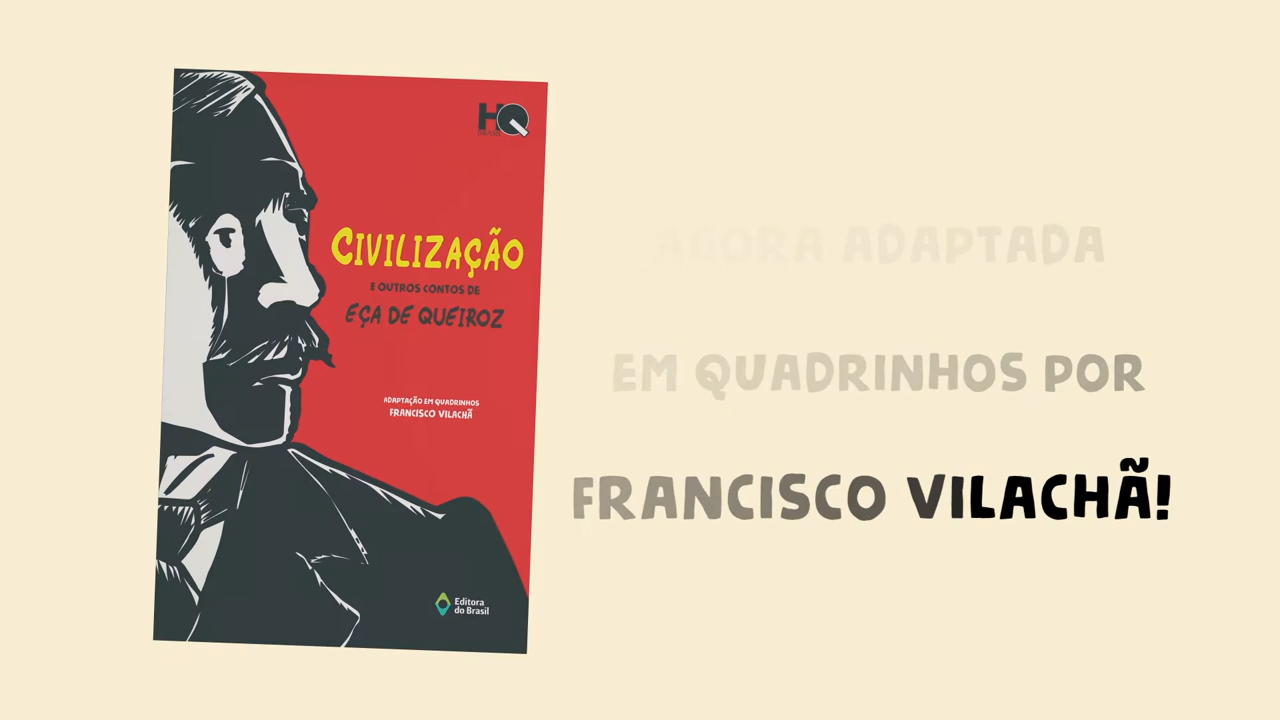 HQ
CIVILIZAÇÃO
E OUTROS CONTOS DE
EÇA DE QUEIROZ
ADAPTAÇÃO EM QUADRINHOS
FRANCISCO VILACHÃ
Editora
do Brasil
AGORA ADAPTADA
EM QUADRINHOS POR
FRANCISCO VILACHÃ!